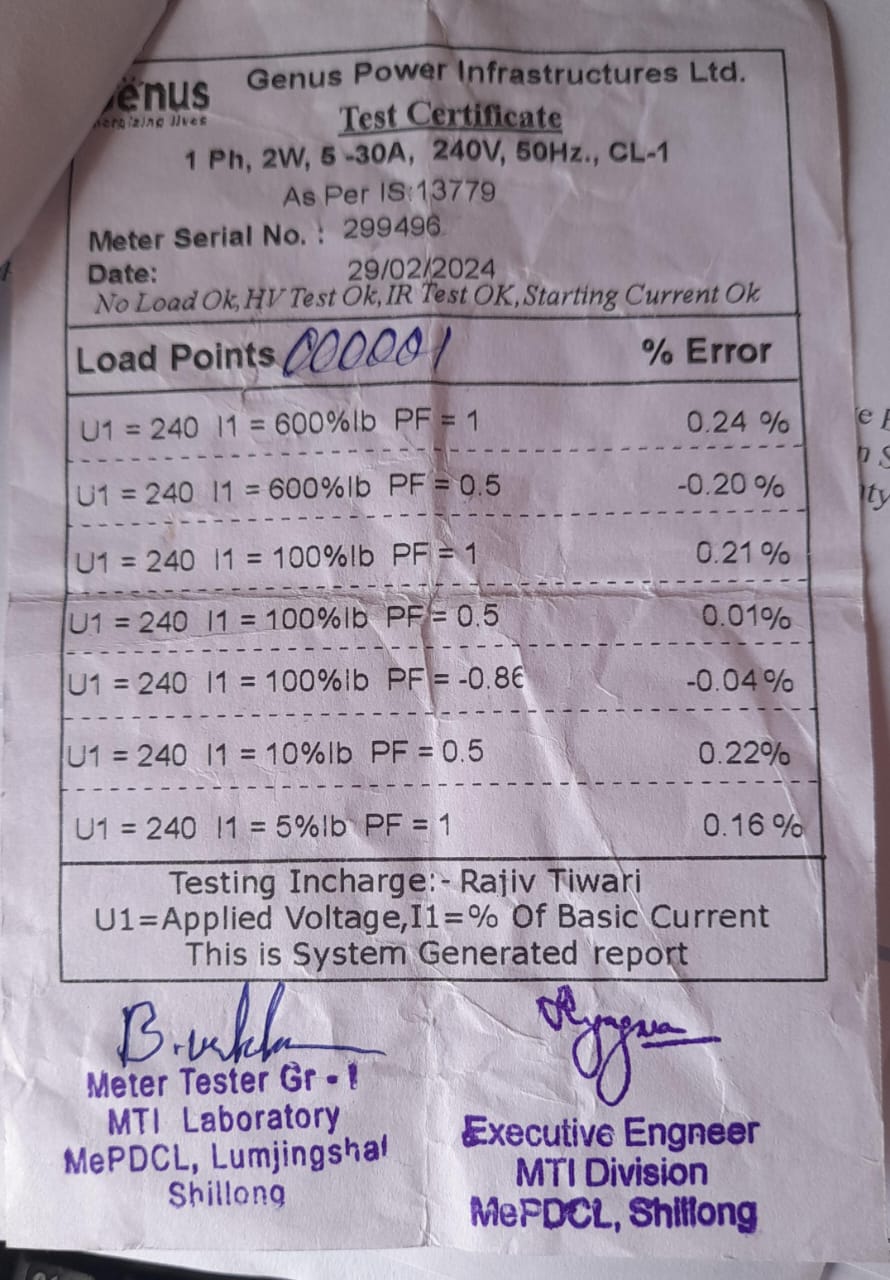 Genus Power Infrastructures Ltd.
ënus
Test Certificate
1 Ph, 2W, 5 -30A, 240V, 50Hz., CL-1
As Per IS:13779
Meter Serial No. : 299496
Date: 29/02/2024
No Load Ok,HV Test Ok,IR Test OK,Starting Current Ok
Load Points 000001 % Error
U1 = 240 I1 = 600%Ib PF = 1 0.24 %
U1 = 240 I1 = 600%Ib PF = 0.5 -0.20 %
U1 = 240 I1 = 100%Ib PF = 1 0.21 %
U1 = 240 I1 = 100%Ib PF = 0.5 0.01%
U1 = 240 I1 = 100%Ib PF = -0.86 -0.04 %
U1 = 240 I1 = 10%Ib PF = 0.5 0.22%
U1 = 240 I1 = 5%Ib PF = 1 0.16 %
Testing Incharge:- Rajiv Tiwari
U1=Applied Voltage,I1=% Of Basic Current
This is System Generated report
Meter Tester Gr - I
MTI Laboratory
MePDCL, Lumjingshai
Shillong
Executive Engneer
MTI Division
MePDCL, Shillong